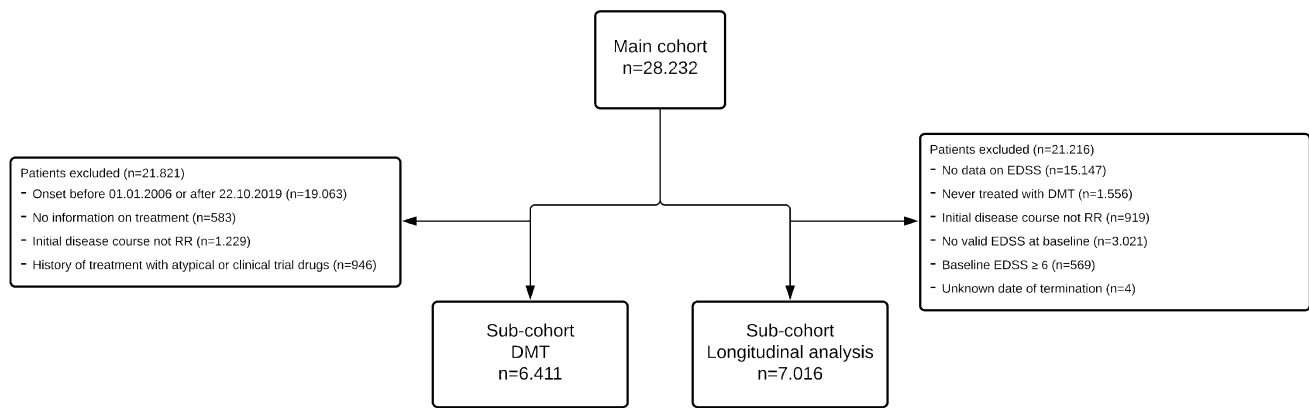 Main cohort
n=28.232
Patients excluded (n=21.821)
- Onset before 01.01.2006 or after 22.10.2019 (n=19.063)
- No information on treatment (n=583)
- Initial disease course not RR (n=1.229)
- History of treatment with atypical or clinical trial drugs (n=946)
Patients excluded (n=21.216)
- No data on EDSS (n=15.147)
- Never treated with DMT (n=1.556)
- Initial disease course not RR (n=919)
- No valid EDSS at baseline (n=3.021)
- Baseline EDSS ≥ 6 (n=569)
- Unknown date of termination (n=4)
Sub-cohort
DMT
n=6.411
Sub-cohort
Longitudinal analysis
n=7.016